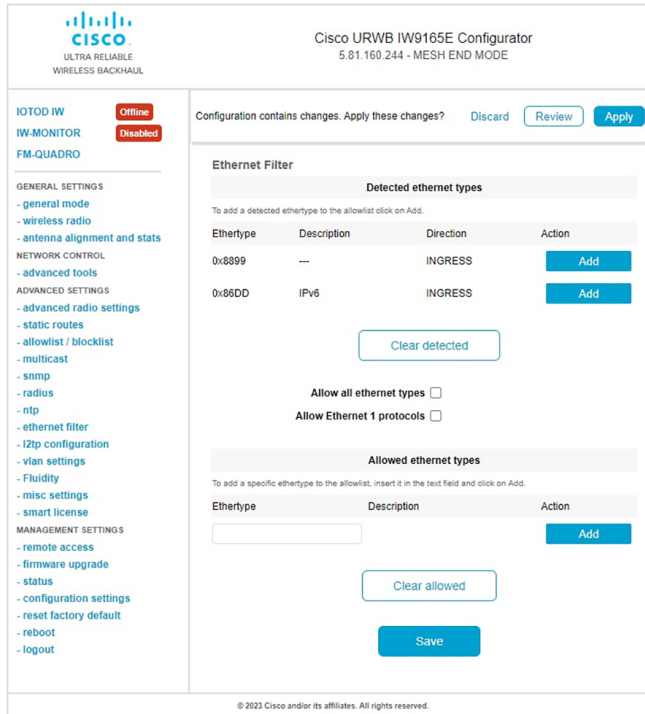 CISCO
ULTRA RELIABLE
WIRELESS BACKHAUL
Cisco URWB IW9165E Configurator
5.81.160.244 - MESH END MODE
IOTOD IW Offline
IW-MONITOR Disabled
FM-QUADRO
GENERAL SETTINGS
- general mode
- wireless radio
- antenna alignment and stats
NETWORK CONTROL
- advanced tools
ADVANCED SETTINGS
- advanced radio settings
- static routes
- allowlist / blocklist
- multicast
- snmp
- radius
- ntp
- ethernet filter
- l2tp configuration
- vlan settings
- Fluidity
- misc settings
- smart license
MANAGEMENT SETTINGS
- remote access
- firmware upgrade
- status
- configuration settings
- reset factory default
- reboot
- logout
Configuration contains changes. Apply these changes? Discard Review Apply
Ethernet Filter
Detected ethernet types
To add a detected ethertype to the allowlist click on Add.
Ethertype Description Direction Action
0x8899 --- INGRESS Add
0x86DD IPv6 INGRESS Add
Clear detected
Allow all ethernet types
Allow Ethernet 1 protocols
Allowed ethernet types
To add a specific ethertype to the allowlist, insert it in the text field and click on Add.
Ethertype Description Action
Add
Clear allowed
Save
© 2023 Cisco and/or its affiliates. All rights reserved.